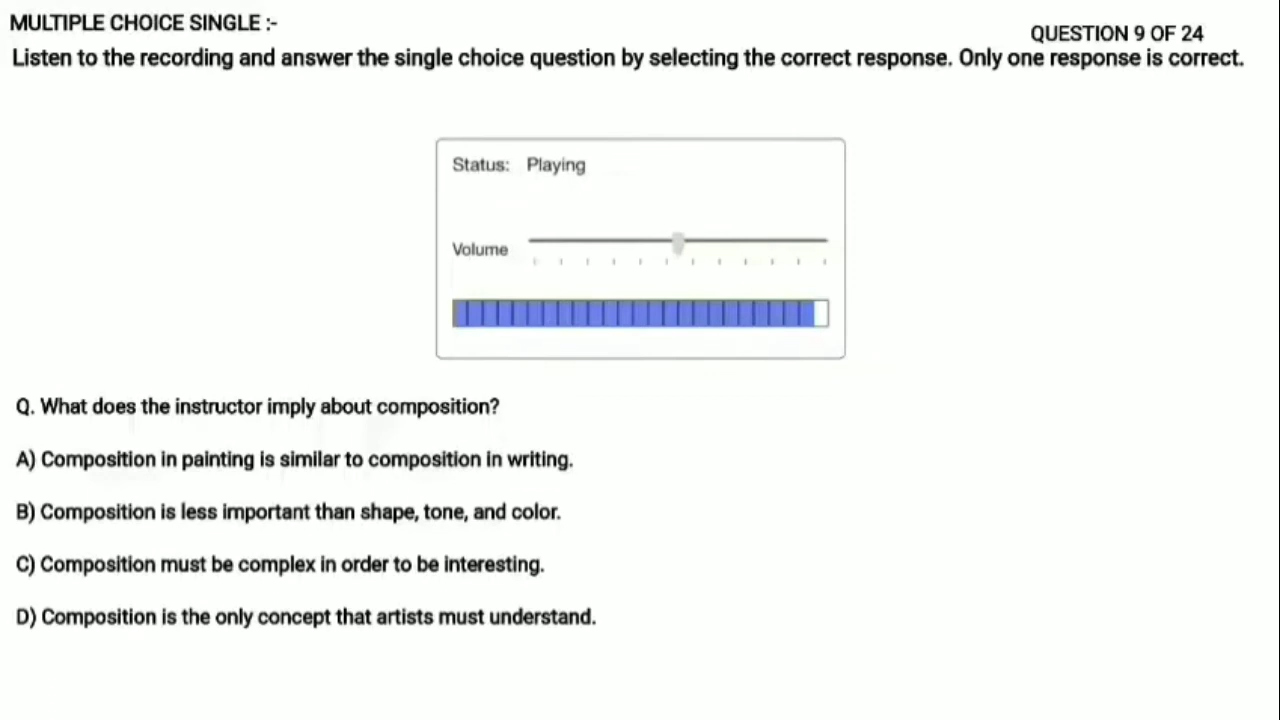 MULTIPLE CHOICE SINGLE :-
QUESTION 9 OF 24
Listen to the recording and answer the single choice question by selecting the correct response. Only one response is correct.
Status: Playing
Volume
Q. What does the instructor imply about composition?
A) Composition in painting is similar to composition in writing.
B) Composition is less important than shape, tone, and color.
C) Composition must be complex in order to be interesting.
D) Composition is the only concept that artists must understand.